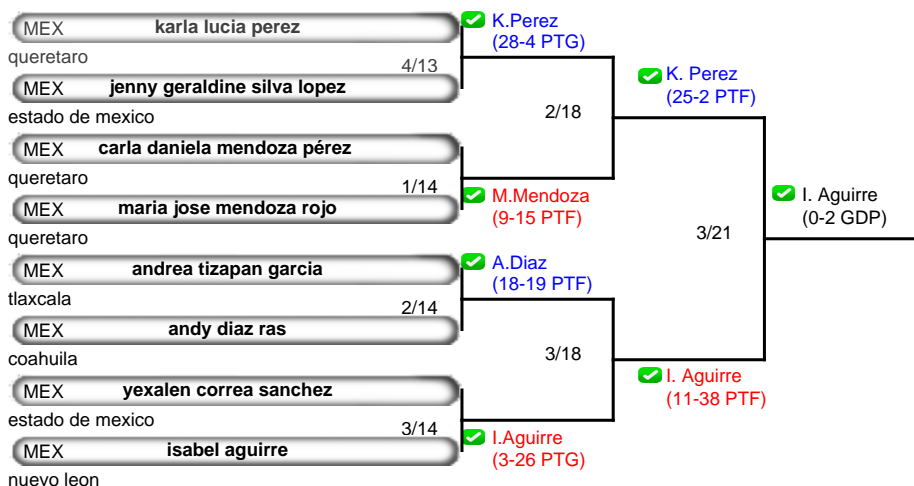 MEX karla lucia perez
queretaro
4/13
MEX jenny geraldine silva lopez
estado de mexico
K.Perez
(28-4 PTG)
MEX carla daniela mendoza pérez
queretaro
1/14
MEX maria jose mendoza rojo
queretaro
M.Mendoza
(9-15 PTF)
2/18
K. Perez
(25-2 PTF)
MEX andrea tizapan garcia
tlaxcala
2/14
MEX andy diaz ras
coahuila
A.Diaz
(18-19 PTF)
MEX yexalen correa sanchez
estado de mexico
3/14
MEX isabel aguirre
nuevo leon
I.Aguirre
(3-26 PTG)
3/18
I. Aguirre
(11-38 PTF)
3/21
I. Aguirre
(0-2 GDP)